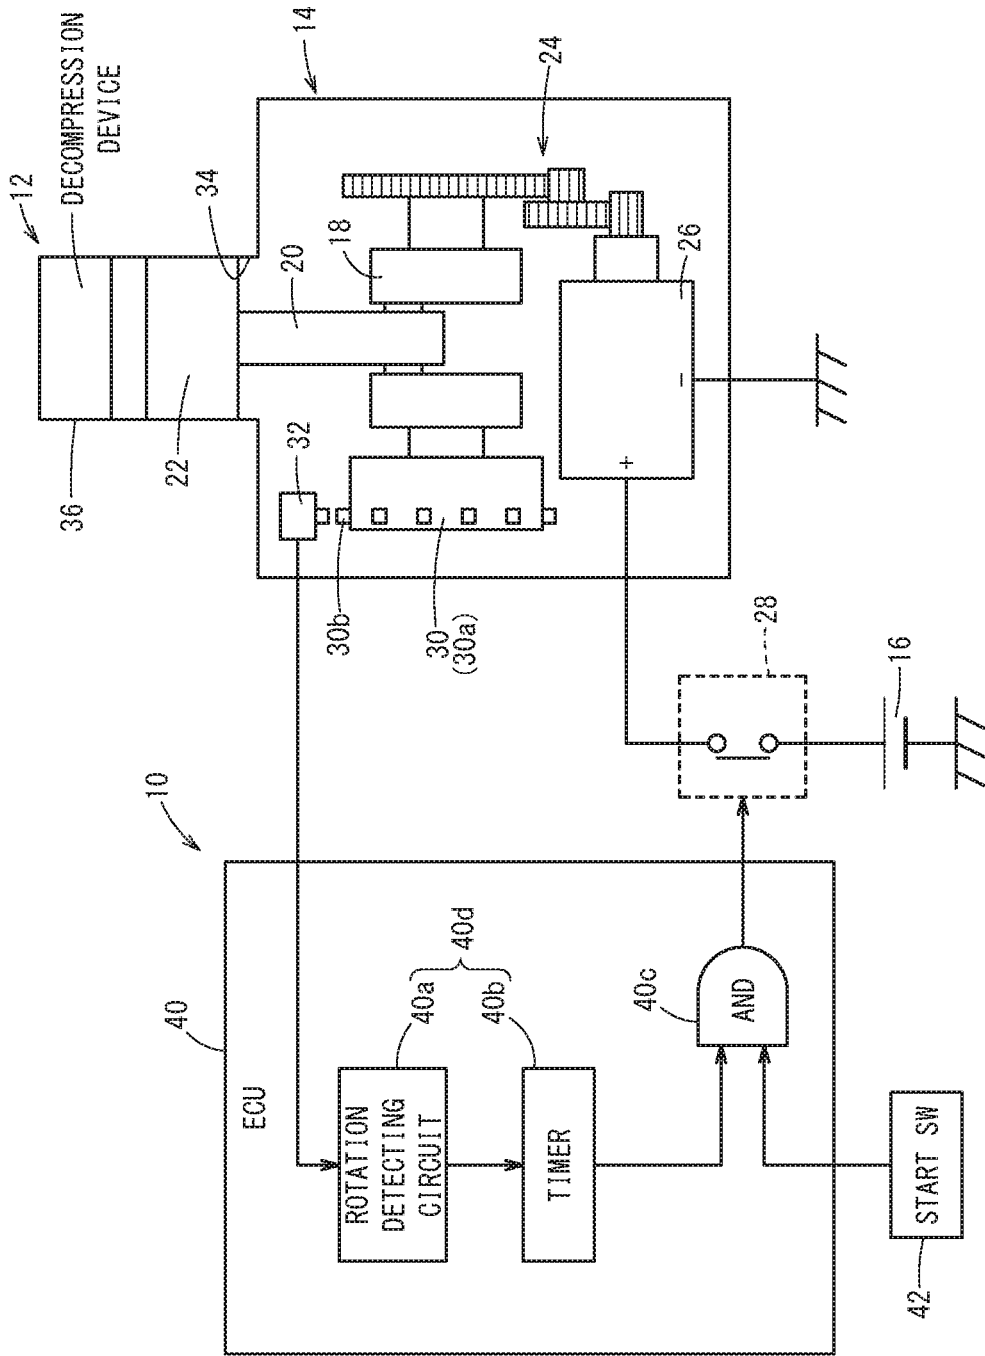 DECOMPRESSION
DEVICE
12
14
24
34
18
20
26
22
36
32
+
−
30b
30
(30a)
28
16
10
40
ECU
40d
40a
40b
40c
ROTATION
DETECTING
CIRCUIT
TIMER
AND
START SW
42